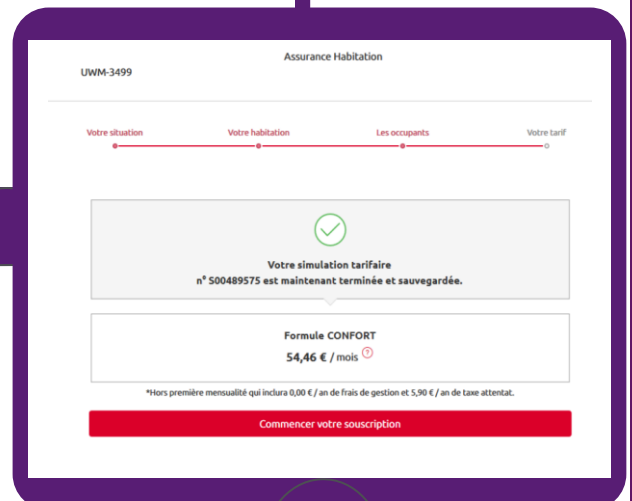 Assurance Habitation
UWM-3499
Votre situation
Votre habitation
Les occupants
Votre tarif
Votre simulation tarifaire
n° S00489575 est maintenant terminée et sauvegardée.
Formule CONFORT
54,46 € / mois ?
*Hors première mensualité qui inclura 0,00 € / an de frais de gestion et 5,90 € / an de taxe attentat.
Commencer votre souscription